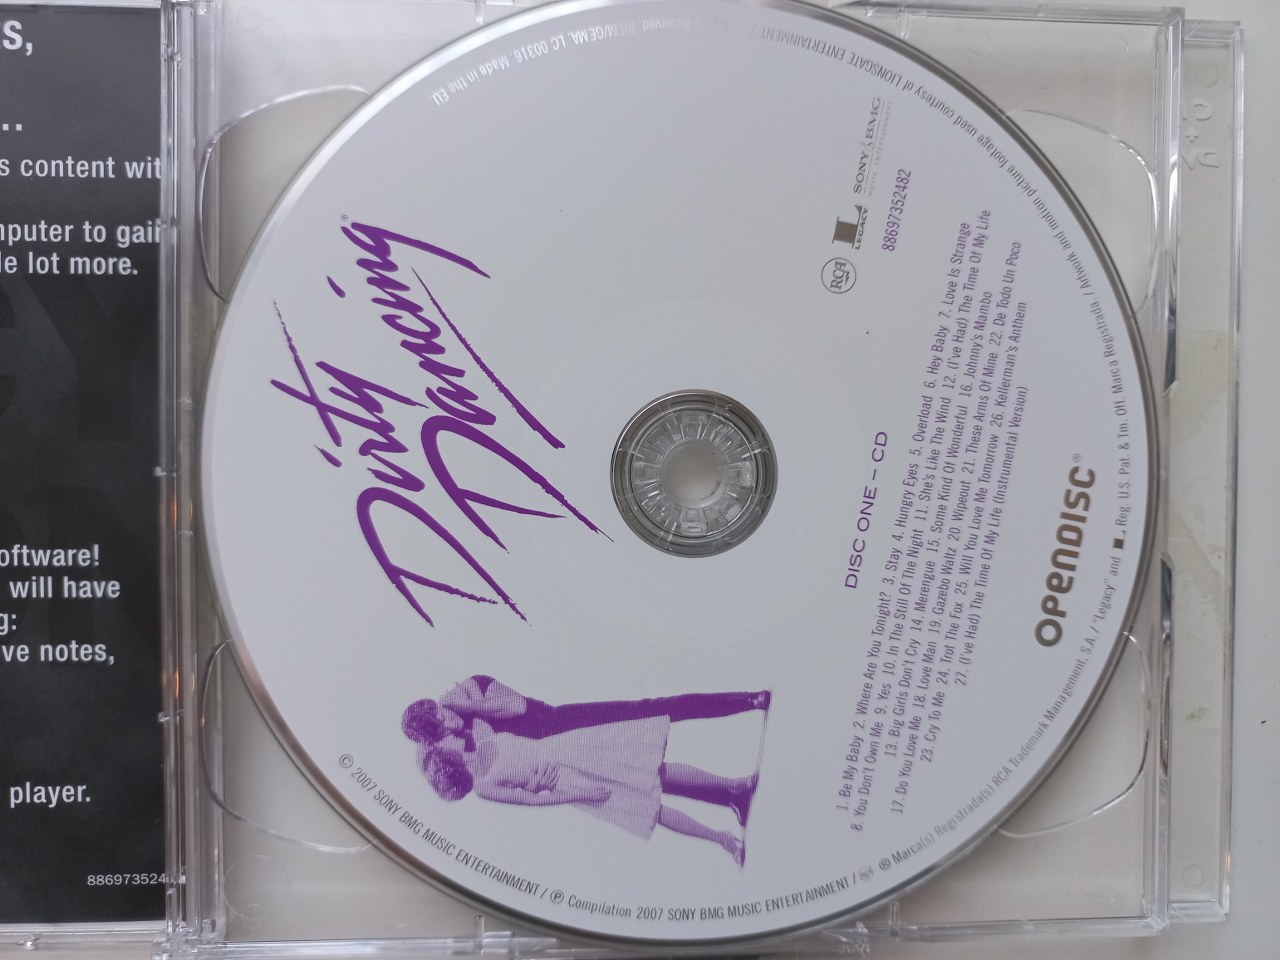 s content wit
mputer to gain
le lot more.
oftware!
will have
g:
ve notes,
player.
886973524
Dirty
Dancing®
RCA
LEGACY
SONY BMG
MUSIC ENTERTAINMENT
88697352482
DISC ONE – CD
1. Be My Baby 2. Where Are You Tonight? 3. Stay 4. Hungry Eyes 5. Overload 6. Hey Baby 7. Love Is Strange
8. You Don't Own Me 9. Yes 10. In The Still Of The Night 11. She's Like The Wind 12. (I've Had) The Time Of My Life
13. Big Girls Don't Cry 14. Merengue 15. Some Kind Of Wonderful 16. Johnny's Mambo
17. Do You Love Me 18. Love Man 19. Gazebo Waltz 20. Wipeout 21. These Arms Of Mine 22. De Todo Un Poco
23. Cry To Me 24. Trot The Fox 25. Will You Love Me Tomorrow 26. Kellerman's Anthem
27. (I've Had) The Time Of My Life (Instrumental Version)
OPENDISC®
© 2007 SONY BMG MUSIC ENTERTAINMENT / ℗ Compilation 2007 SONY BMG MUSIC ENTERTAINMENT / ® Marca(s) Registrada(s) RCA Trademark Management, S.A. / "Legacy" and L Reg. U.S. Pat. & Tm. Off. Marca Registrada / Artwork and motion picture footage used courtesy of LIONSGATE ENTERTAINMENT Reserved. BIEM/GEMA. LC 00316. Made in the EU.